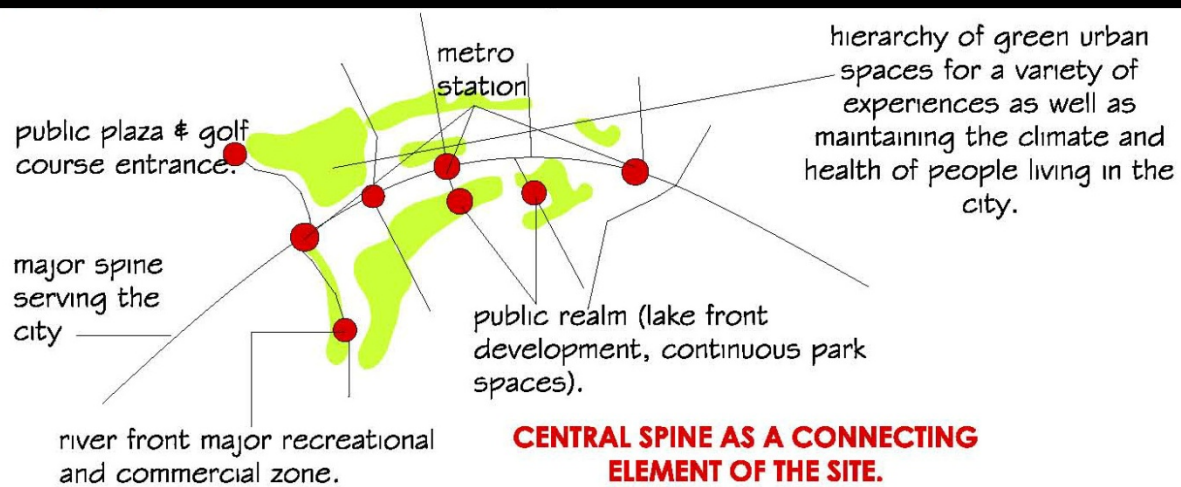 metro
station
hierarchy of green urban
spaces for a variety of
experiences as well as
maintaining the climate and
health of people living in the
city.
public plaza & golf
course entrance.
major spine
serving the
city
public realm (lake front
development, continuous park
spaces).
river front major recreational
and commercial zone.
CENTRAL SPINE AS A CONNECTING
ELEMENT OF THE SITE.